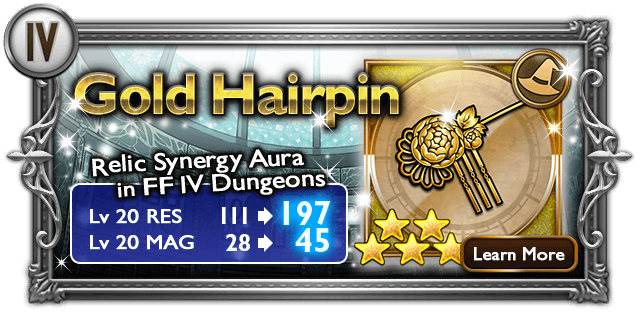 IV
Gold Hairpin
Relic Synergy Aura
in FF IV Dungeons
Lv 20 RES 111 ➡ 197
Lv 20 MAG 28 ➡ 45
Learn More